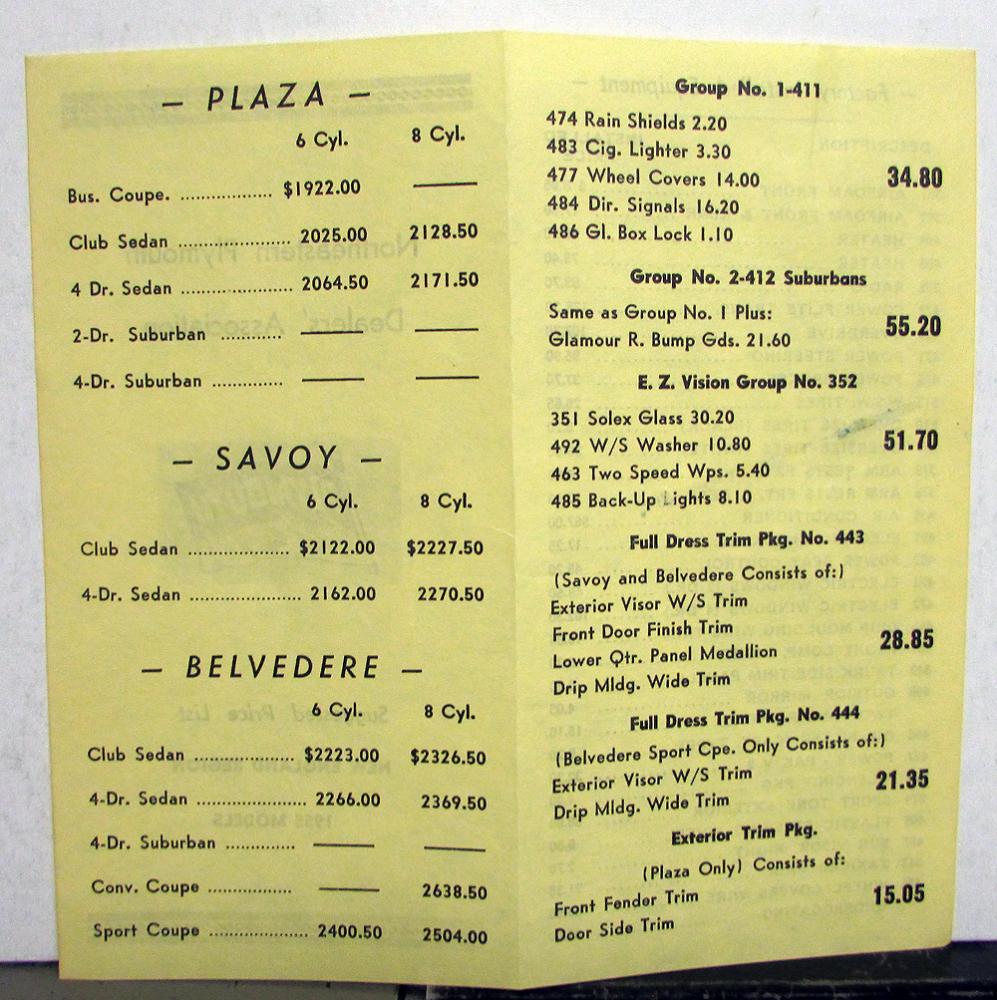 — PLAZA —
6 Cyl. 8 Cyl.
Bus. Coupe. ................ $1922.00 ———
Club Sedan .................... 2025.00 2128.50
4 Dr. Sedan .................... 2064.50 2171.50
2-Dr. Suburban ............ ——— ———
4-Dr. Suburban ............ ——— ———
— SAVOY —
6 Cyl. 8 Cyl.
Club Sedan .................. $2122.00 $2227.50
4-Dr. Sedan .................... 2162.00 2270.50
— BELVEDERE —
6 Cyl. 8 Cyl.
Club Sedan .................. $2223.00 $2326.50
4-Dr. Sedan .................... 2266.00 2369.50
4-Dr. Suburban ............ ——— ———
Conv. Coupe .................. ——— 2638.50
Sport Coupe .................. 2400.50 2504.00
Group No. 1-411
474 Rain Shields 2.20
483 Cig. Lighter 3.30
477 Wheel Covers 14.00 34.80
484 Dir. Signals 16.20
486 Gl. Box Lock 1.10
Group No. 2-412 Suburbans
Same as Group No. 1 Plus: 55.20
Glamour R. Bump Gds. 21.60
E. Z. Vision Group No. 352
351 Solex Glass 30.20
492 W/S Washer 10.80 51.70
463 Two Speed Wps. 5.40
485 Back-Up Lights 8.10
Full Dress Trim Pkg. No. 443
(Savoy and Belvedere Consists of:)
Exterior Visor W/S Trim
Front Door Finish Trim 28.85
Lower Qtr. Panel Medallion
Drip Mldg. Wide Trim
Full Dress Trim Pkg. No. 444
(Belvedere Sport Cpe. Only Consists of:)
Exterior Visor W/S Trim 21.35
Drip Mldg. Wide Trim
Exterior Trim Pkg.
(Plaza Only) Consists of:
Front Fender Trim 15.05
Door Side Trim